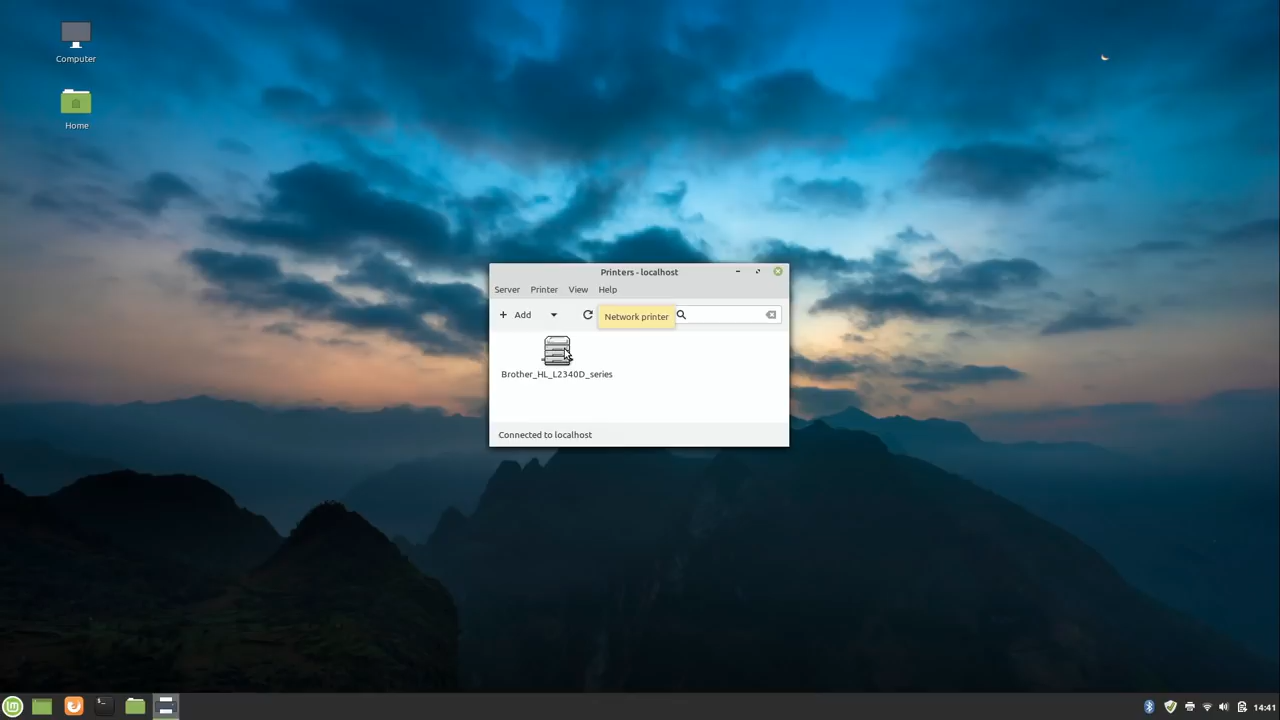 Computer
Home
Printers - localhost
Server Printer View Help
Add
Network printer
Brother_HL_L2340D_series
Connected to localhost
14:41